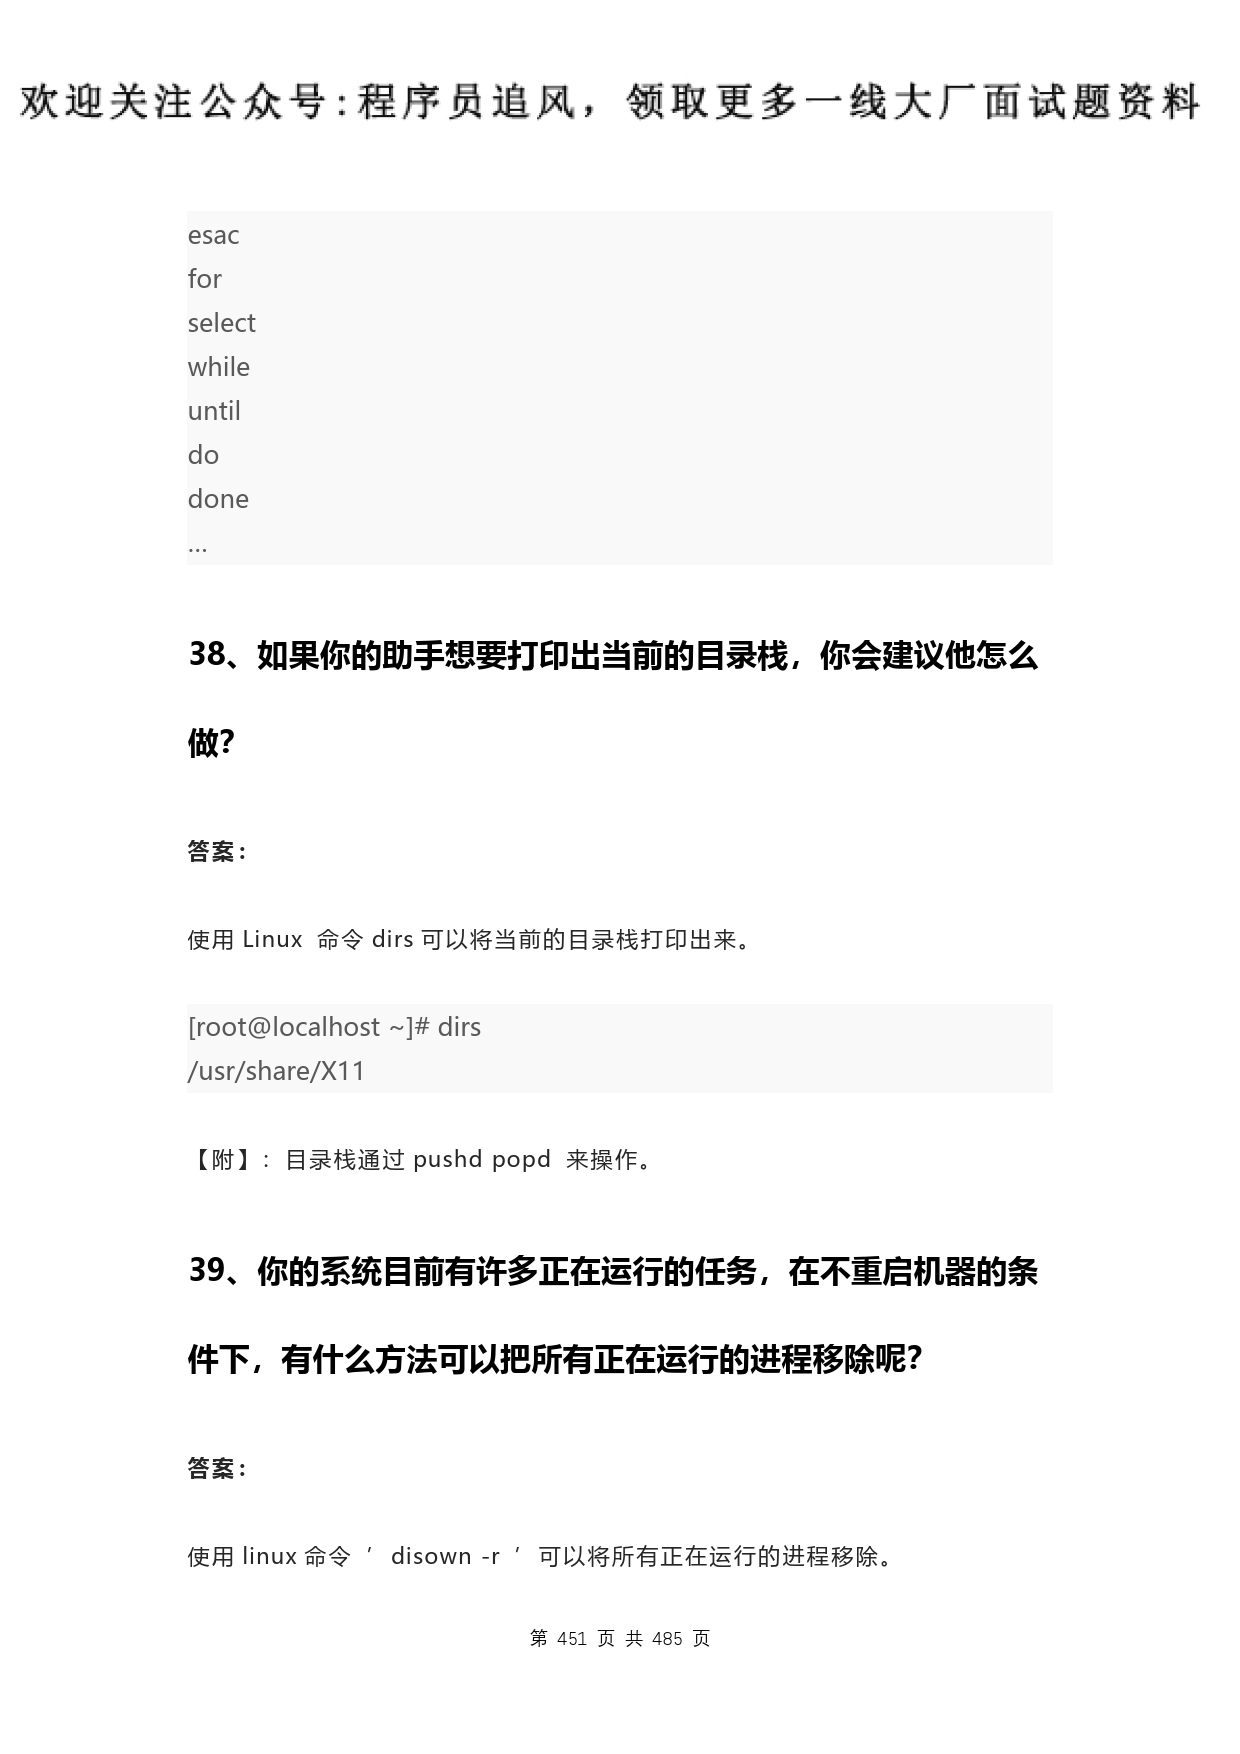 欢迎关注公众号:程序员追风，领取更多一线大厂面试题资料
esac
for
select
while
until
do
done
...
38、如果你的助手想要打印出当前的目录栈，你会建议他怎么
做？
答案：
使用 Linux 命令 dirs 可以将当前的目录栈打印出来。
[root@localhost ~]# dirs
/usr/share/X11
【附】：目录栈通过 pushd popd 来操作。
39、你的系统目前有许多正在运行的任务，在不重启机器的条
件下，有什么方法可以把所有正在运行的进程移除呢？
答案：
使用 linux 命令 ′ disown -r ′ 可以将所有正在运行的进程移除。
第 451 页 共 485 页